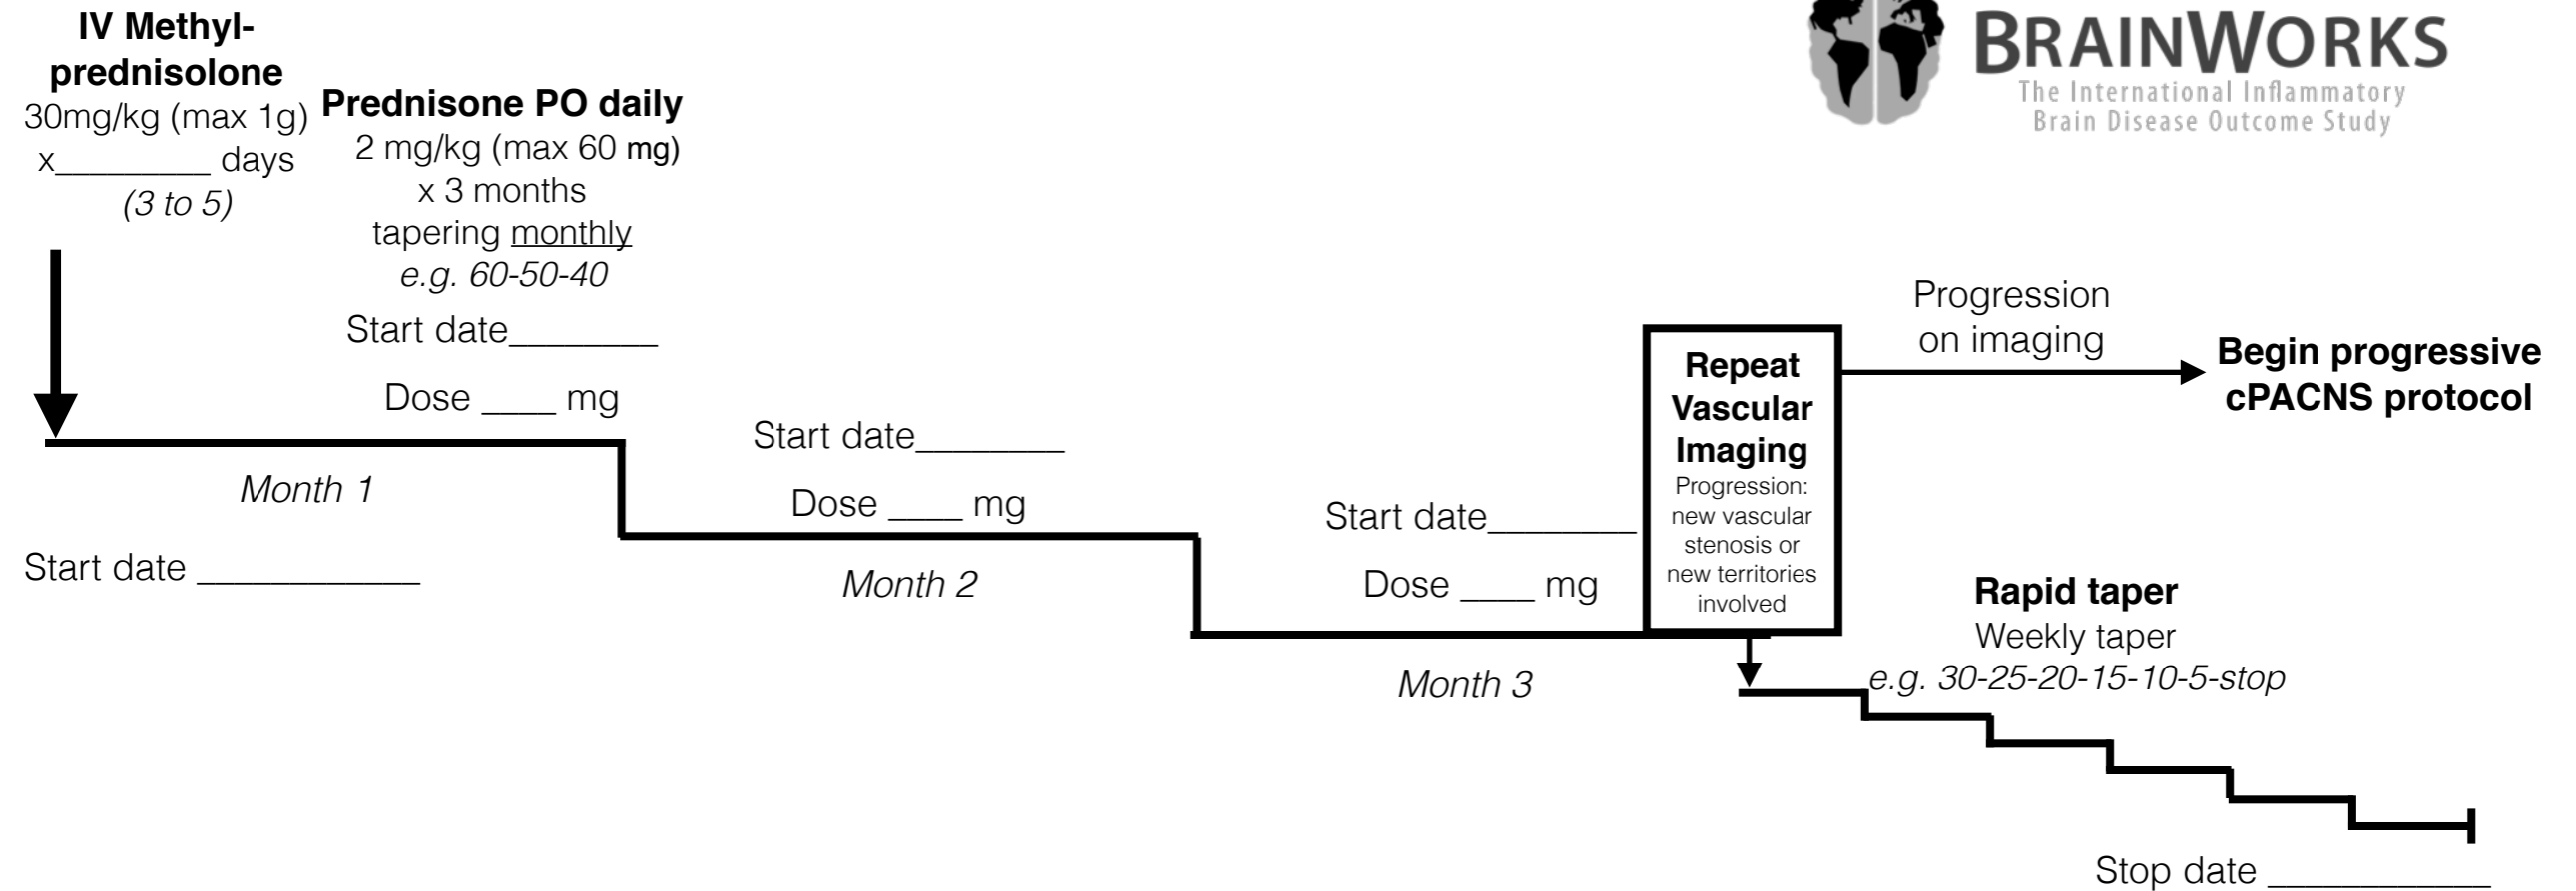 IV Methyl-
prednisolone
30mg/kg (max 1g)
x_________ days
(3 to 5)
Prednisone PO daily
2 mg/kg (max 60 mg)
x 3 months
tapering monthly
e.g. 60-50-40
Start date________
Dose ____ mg
BRAINWORKS
The International Inflammatory
Brain Disease Outcome Study
Month 1
Start date ____________
Start date________
Dose ____ mg
Month 2
Start date________
Dose ____ mg
Month 3
Repeat
Vascular
Imaging
Progression:
new vascular
stenosis or
new territories
involved
Progression
on imaging
Begin progressive
cPACNS protocol
Rapid taper
Weekly taper
e.g. 30-25-20-15-10-5-stop
Stop date ____________